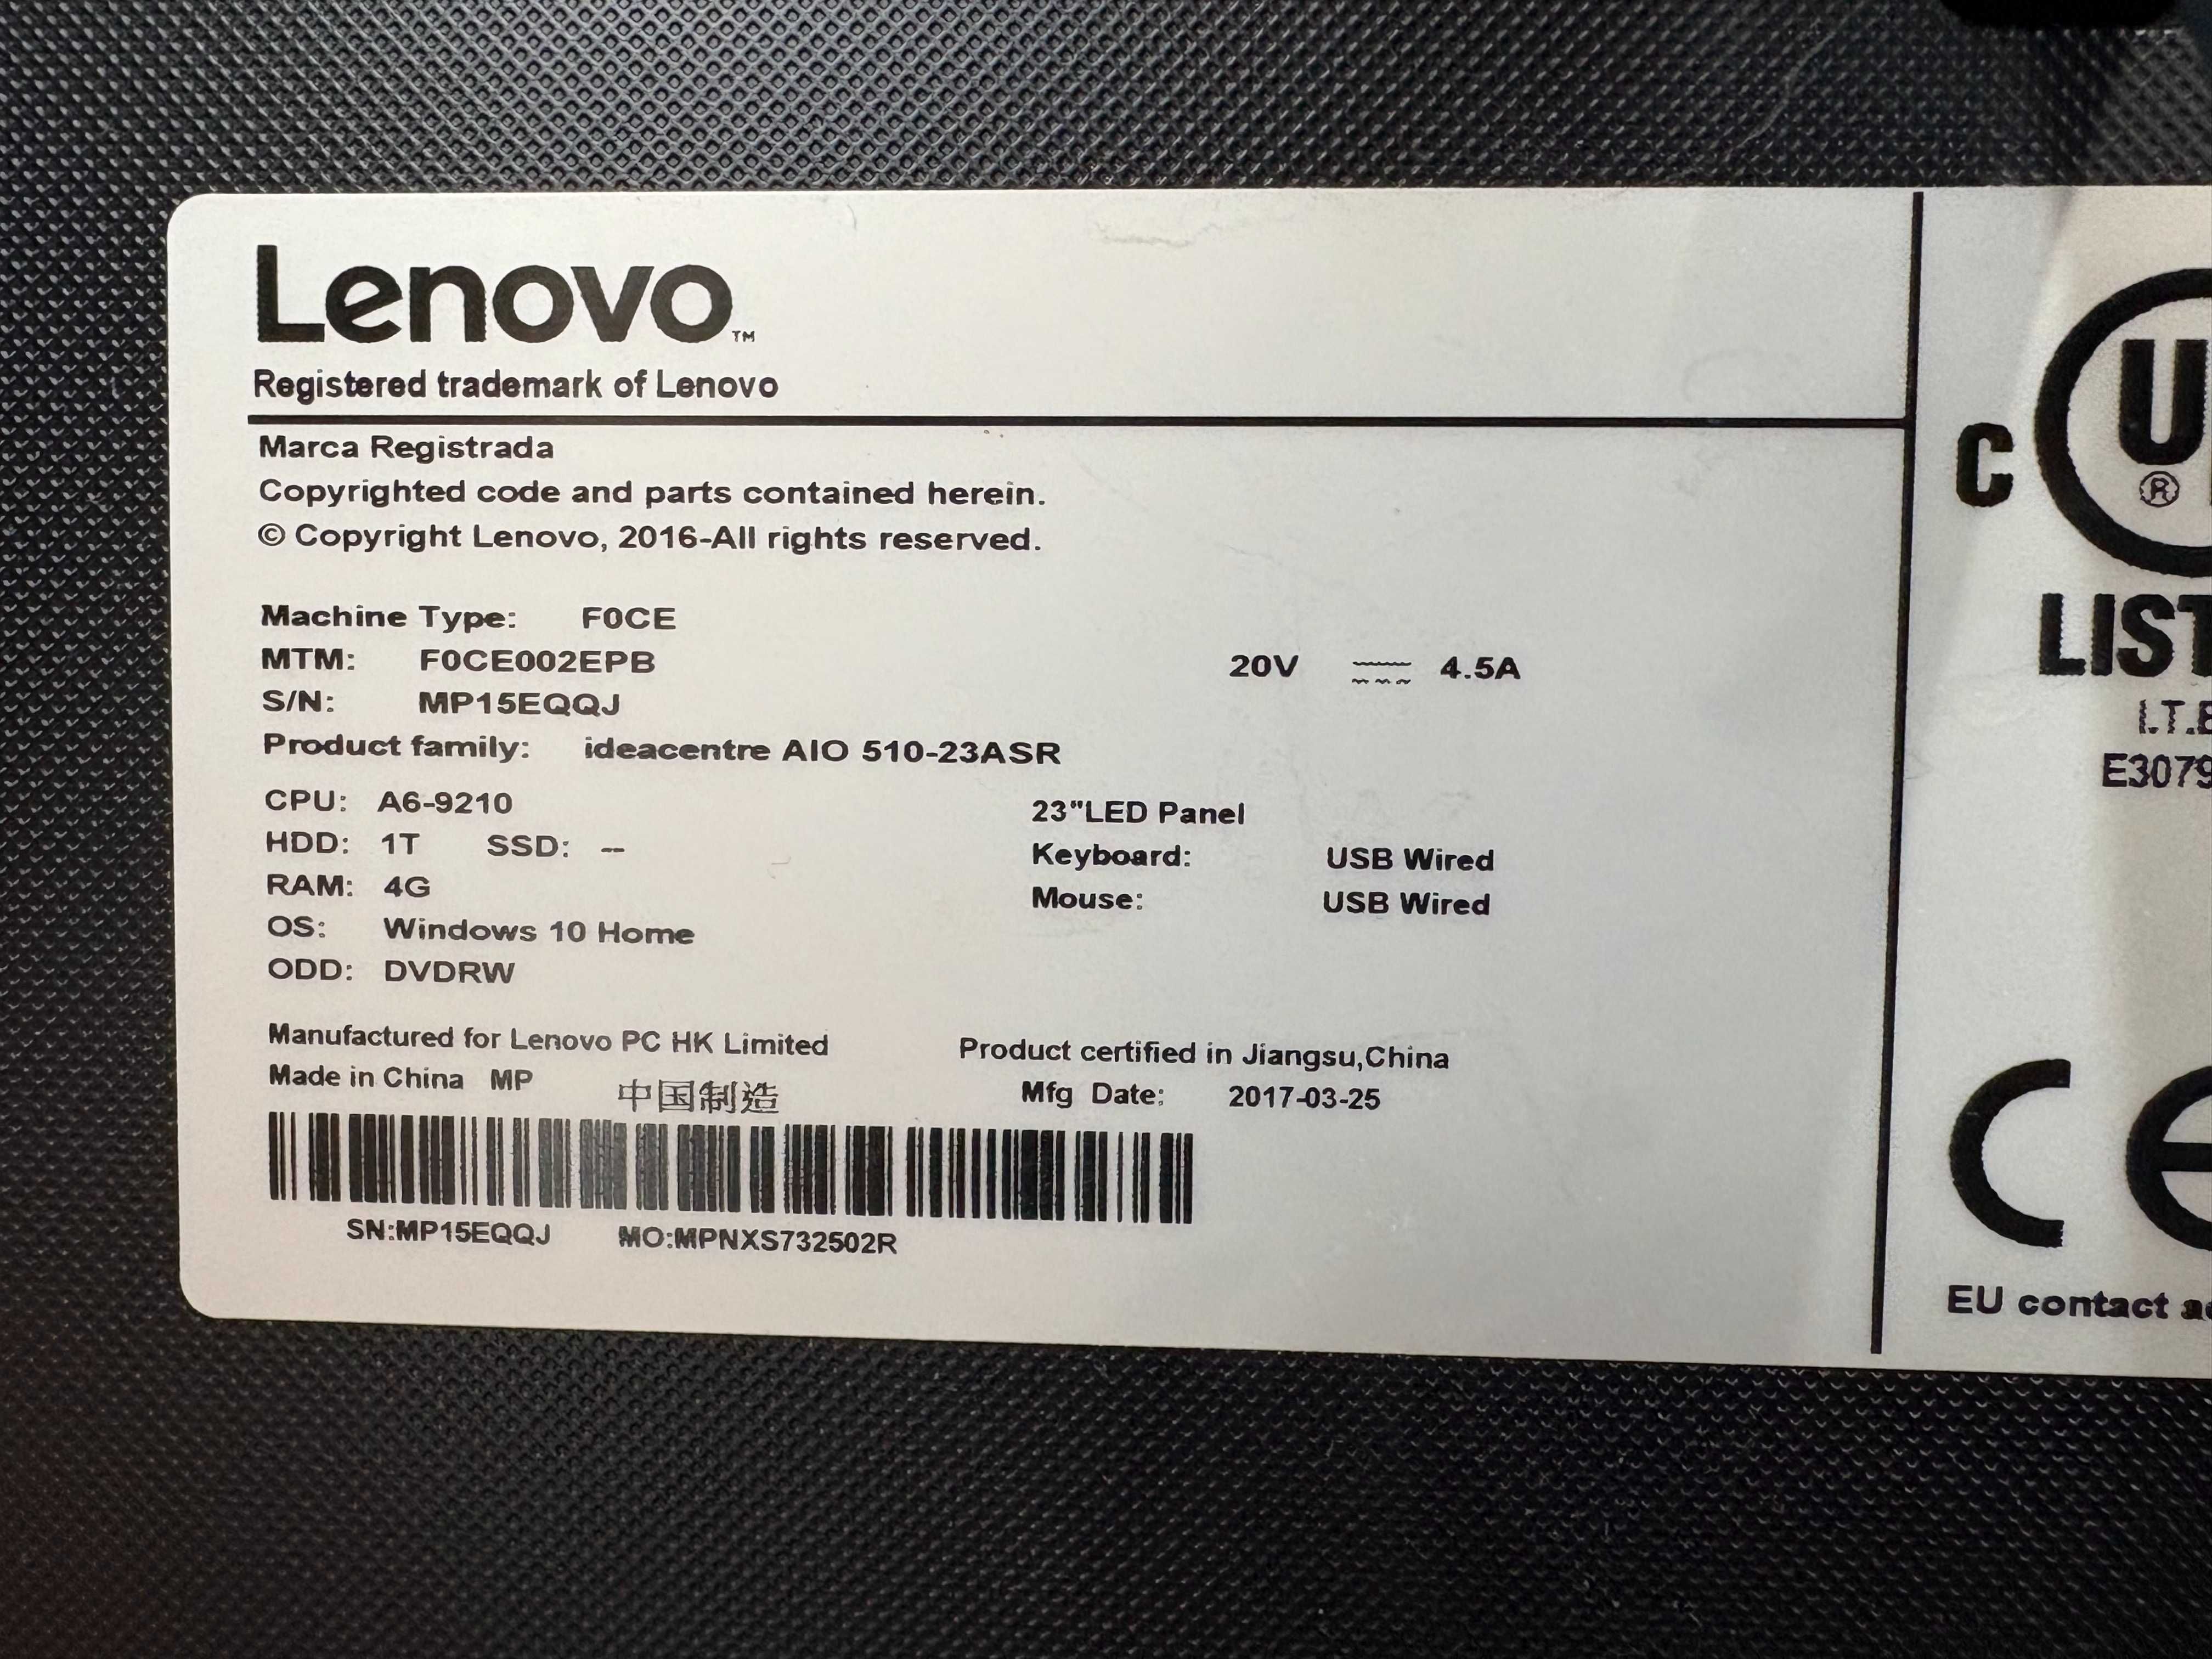 Lenovo™
Registered trademark of Lenovo
Marca Registrada
Copyrighted code and parts contained herein.
© Copyright Lenovo, 2016-All rights reserved.
Machine Type: F0CE
MTM: F0CE002EPB
20V 4.5A
S/N: MP15EQQJ
Product family: ideacentre AIO 510-23ASR
CPU: A6-9210
HDD: 1T SSD: --
RAM: 4G
OS: Windows 10 Home
ODD: DVDRW
23"LED Panel
Keyboard: USB Wired
Mouse: USB Wired
Manufactured for Lenovo PC HK Limited
Made in China MP 中国制造
Product certified in Jiangsu,China
Mfg Date: 2017-03-25
SN:MP15EQQJ MO:MPNXS732502R
C U
®
LIST
I.T.E
E3079
CE
EU contact